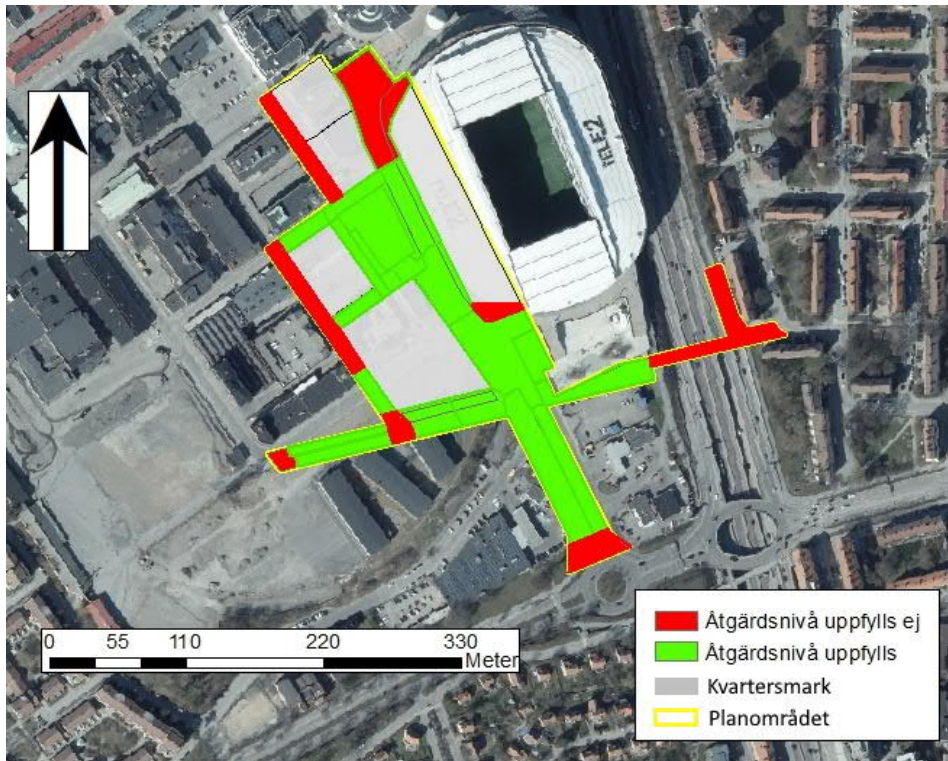 TELE2
Åtgärdsnivå uppfylls ej
Åtgärdsnivå uppfylls
Kvartersmark
Planområdet
0 55 110 220 330
Meter